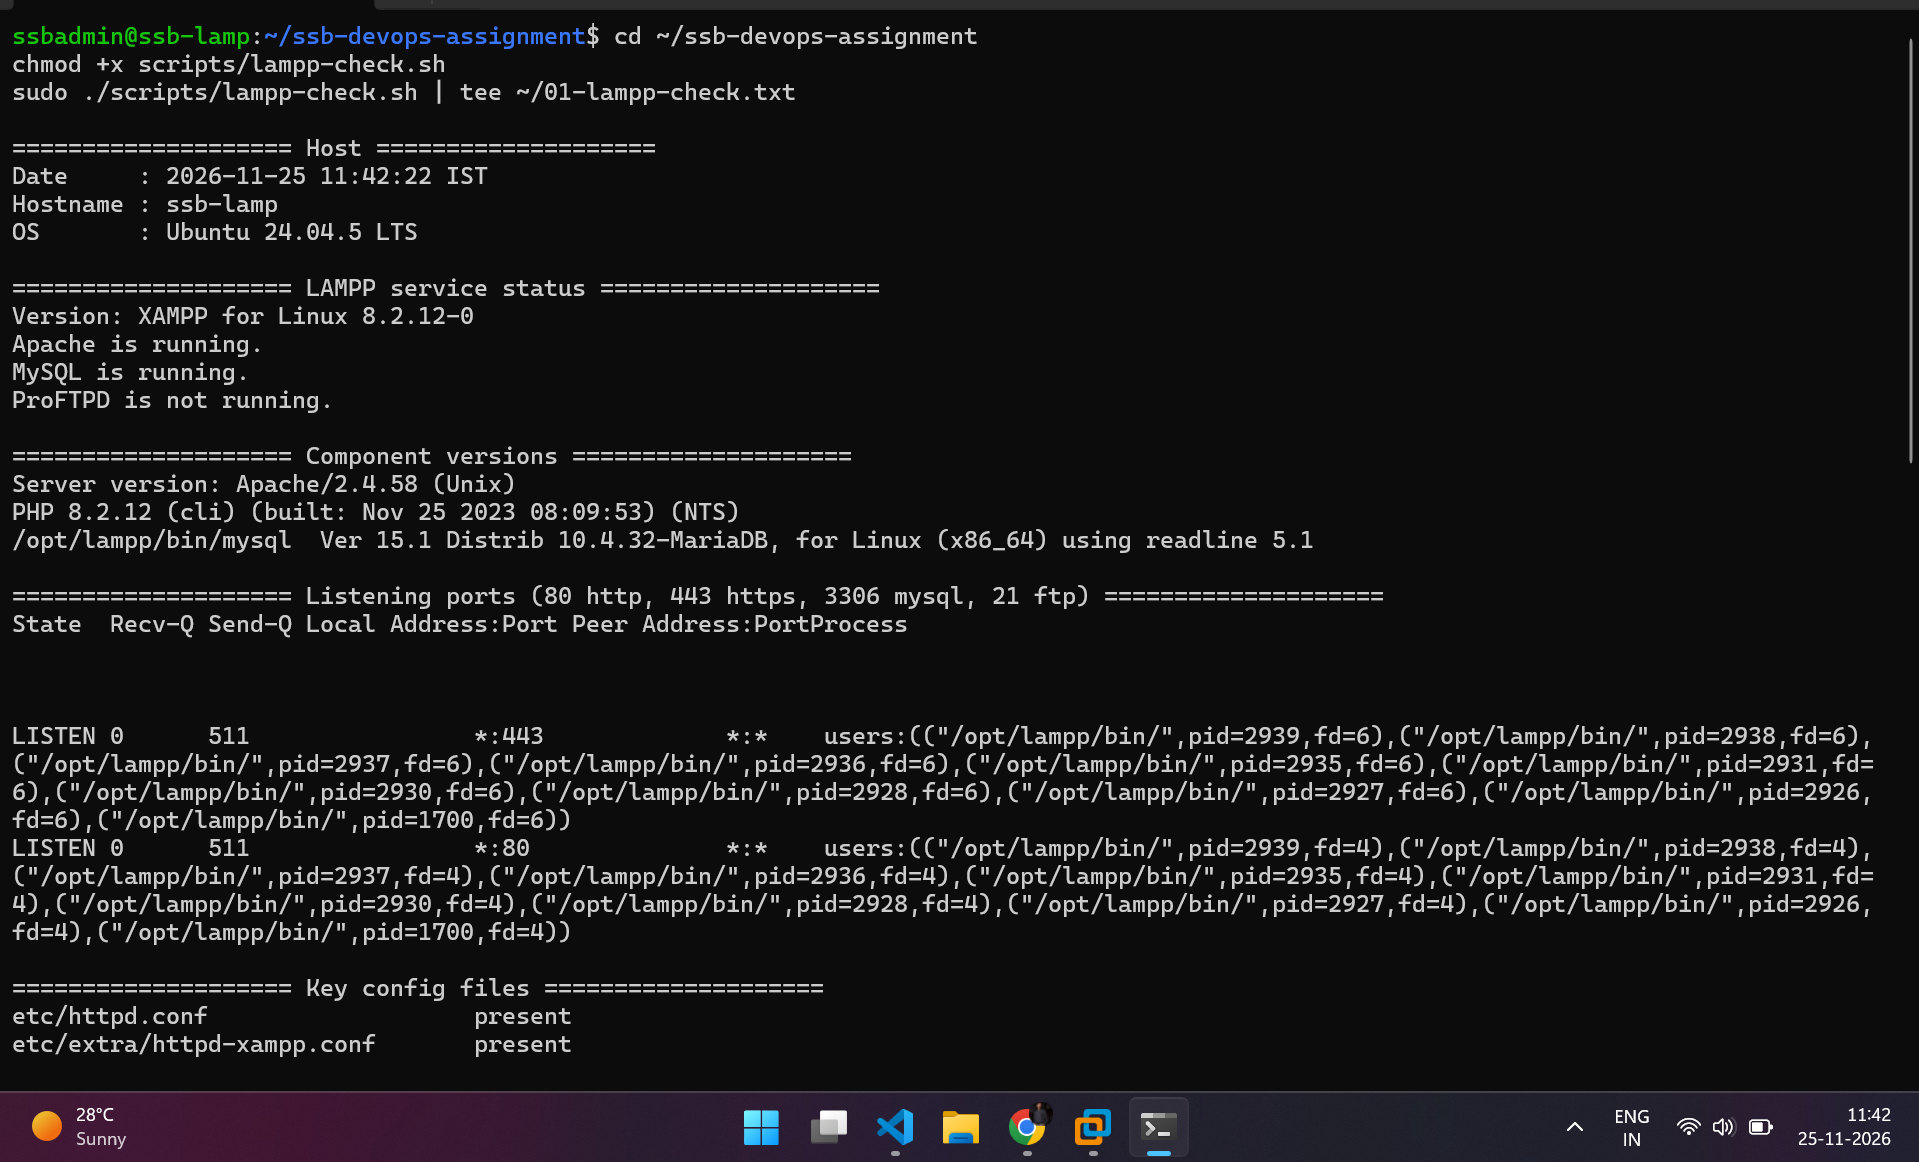 ssbadmin@ssb-lamp:~/ssb-devops-assignment$ cd ~/ssb-devops-assignment
chmod +x scripts/lampp-check.sh
sudo ./scripts/lampp-check.sh | tee ~/01-lampp-check.txt
==================== Host ====================
Date     : 2026-11-25 11:42:22 IST
Hostname : ssb-lamp
OS       : Ubuntu 24.04.5 LTS
==================== LAMPP service status ====================
Version: XAMPP for Linux 8.2.12-0
Apache is running.
MySQL is running.
ProFTPD is not running.
==================== Component versions ====================
Server version: Apache/2.4.58 (Unix)
PHP 8.2.12 (cli) (built: Nov 25 2023 08:09:53) (NTS)
/opt/lampp/bin/mysql  Ver 15.1 Distrib 10.4.32-MariaDB, for Linux (x86_64) using readline 5.1
==================== Listening ports (80 http, 443 https, 3306 mysql, 21 ftp) ====================
State  Recv-Q Send-Q Local Address:Port Peer Address:PortProcess
LISTEN 0      511                *:443             *:*    users:(("/opt/lampp/bin/",pid=2939,fd=6),("/opt/lampp/bin/",pid=2938,fd=6),
("/opt/lampp/bin/",pid=2937,fd=6),("/opt/lampp/bin/",pid=2936,fd=6),("/opt/lampp/bin/",pid=2935,fd=6),("/opt/lampp/bin/",pid=2931,fd=
6),("/opt/lampp/bin/",pid=2930,fd=6),("/opt/lampp/bin/",pid=2928,fd=6),("/opt/lampp/bin/",pid=2927,fd=6),("/opt/lampp/bin/",pid=2926,
fd=6),("/opt/lampp/bin/",pid=1700,fd=6))
LISTEN 0      511                *:80              *:*    users:(("/opt/lampp/bin/",pid=2939,fd=4),("/opt/lampp/bin/",pid=2938,fd=4),
("/opt/lampp/bin/",pid=2937,fd=4),("/opt/lampp/bin/",pid=2936,fd=4),("/opt/lampp/bin/",pid=2935,fd=4),("/opt/lampp/bin/",pid=2931,fd=
4),("/opt/lampp/bin/",pid=2930,fd=4),("/opt/lampp/bin/",pid=2928,fd=4),("/opt/lampp/bin/",pid=2927,fd=4),("/opt/lampp/bin/",pid=2926,
fd=4),("/opt/lampp/bin/",pid=1700,fd=4))
==================== Key config files ====================
etc/httpd.conf                   present
etc/extra/httpd-xampp.conf       present
28°C
Sunny
ENG
IN
11:42
25-11-2026